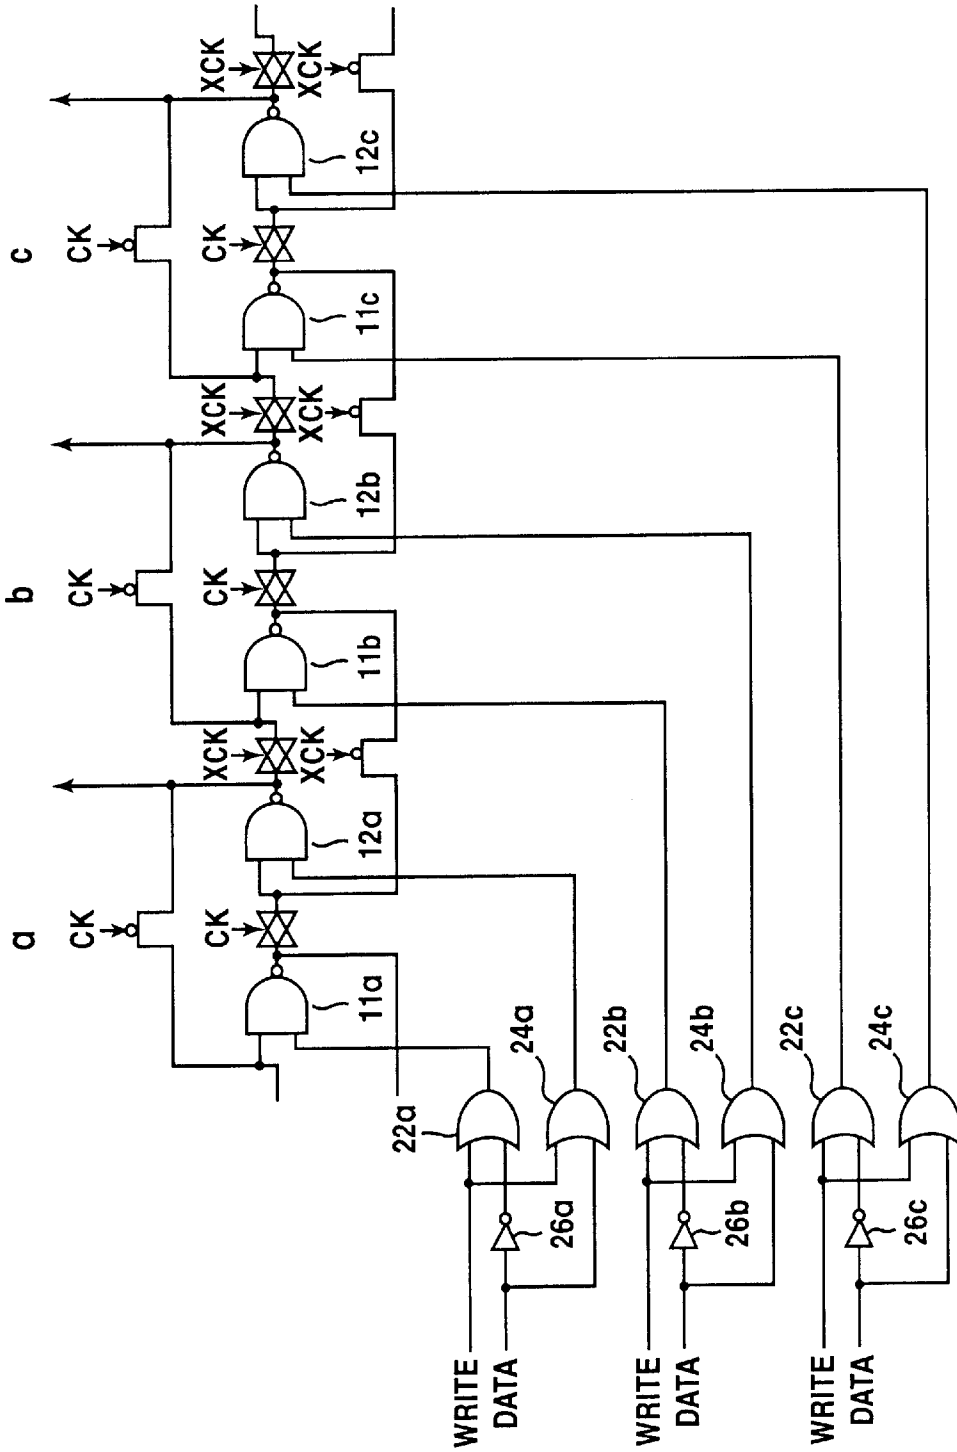 a
b
c
CK
CK
CK
CK
XCK
CK
XCK
CK
XCK
XCK
XCK
XCK
11a
12a
11b
12b
11c
12c
22a
24a
22b
24b
22c
24c
26a
26b
26c
WRITE
DATA
WRITE
DATA
WRITE
DATA